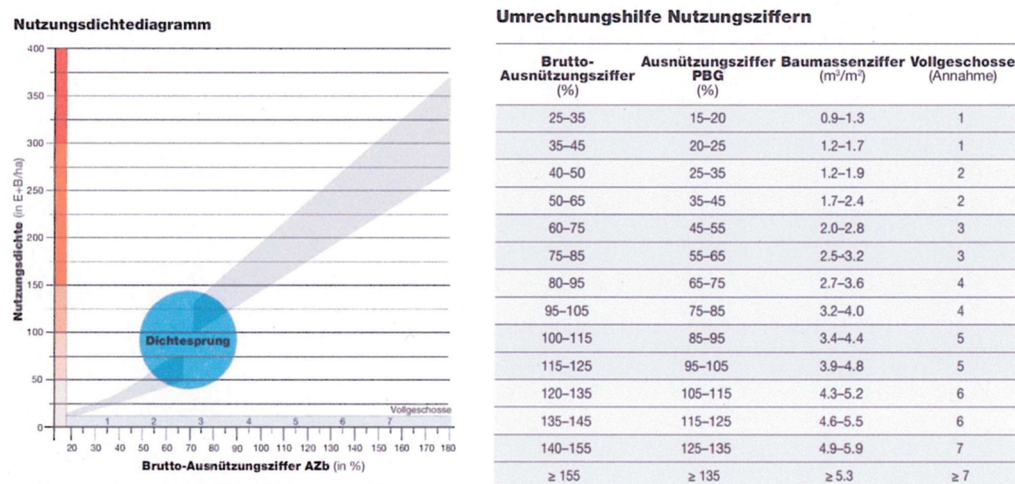 Nutzungsdichtediagramm
400
350
300
250
200
150
100
50
0
Nutzungsdichte (in E+B/ha)
Dichtesprung
Vollgeschosse
1 2 3 4 5 6 7
20 30 40 50 60 70 80 90 100 110 120 130 140 150 160 170 180
Brutto-Ausnützungsziffer AZb (in %)
Umrechnungshilfe Nutzungsziffern
Brutto- Ausnützungsziffer Baumassenziffer Vollgeschosse
Ausnützungsziffer PBG (m³/m²) (Annahme)
(%) (%)
25–35 15–20 0.9–1.3 1
35–45 20–25 1.2–1.7 1
40–50 25–35 1.2–1.9 2
50–65 35–45 1.7–2.4 2
60–75 45–55 2.0–2.8 3
75–85 55–65 2.5–3.2 3
80–95 65–75 2.7–3.6 4
95–105 75–85 3.2–4.0 4
100–115 85–95 3.4–4.4 5
115–125 95–105 3.9–4.8 5
120–135 105–115 4.3–5.2 6
135–145 115–125 4.6–5.5 6
140–155 125–135 4.9–5.9 7
≥ 155 ≥ 135 ≥ 5.3 ≥ 7